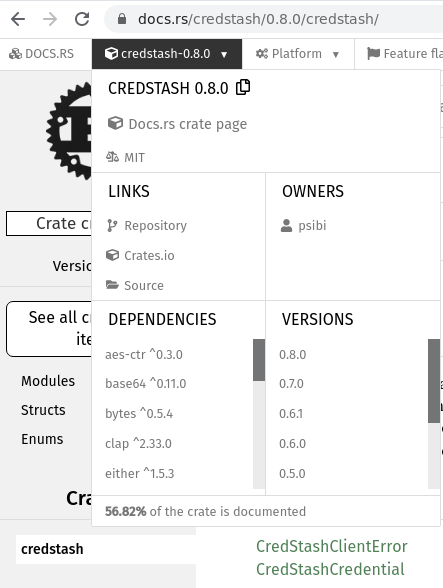 docs.rs/credstash/0.8.0/credstash/
DOCS.RS
credstash-0.8.0
Platform
Feature fla
CREDSTASH 0.8.0
Docs.rs crate page
MIT
LINKS
Repository
Crates.io
Source
OWNERS
psibi
DEPENDENCIES
aes-ctr ^0.3.0
base64 ^0.11.0
bytes ^0.5.4
clap ^2.33.0
either ^1.5.3
VERSIONS
0.8.0
0.7.0
0.6.1
0.6.0
0.5.0
56.82% of the crate is documented
Crate cr
Versio
See all cr
ite
Modules
Structs
Enums
Cra
credstash
CredStashClientError
CredStashCredential